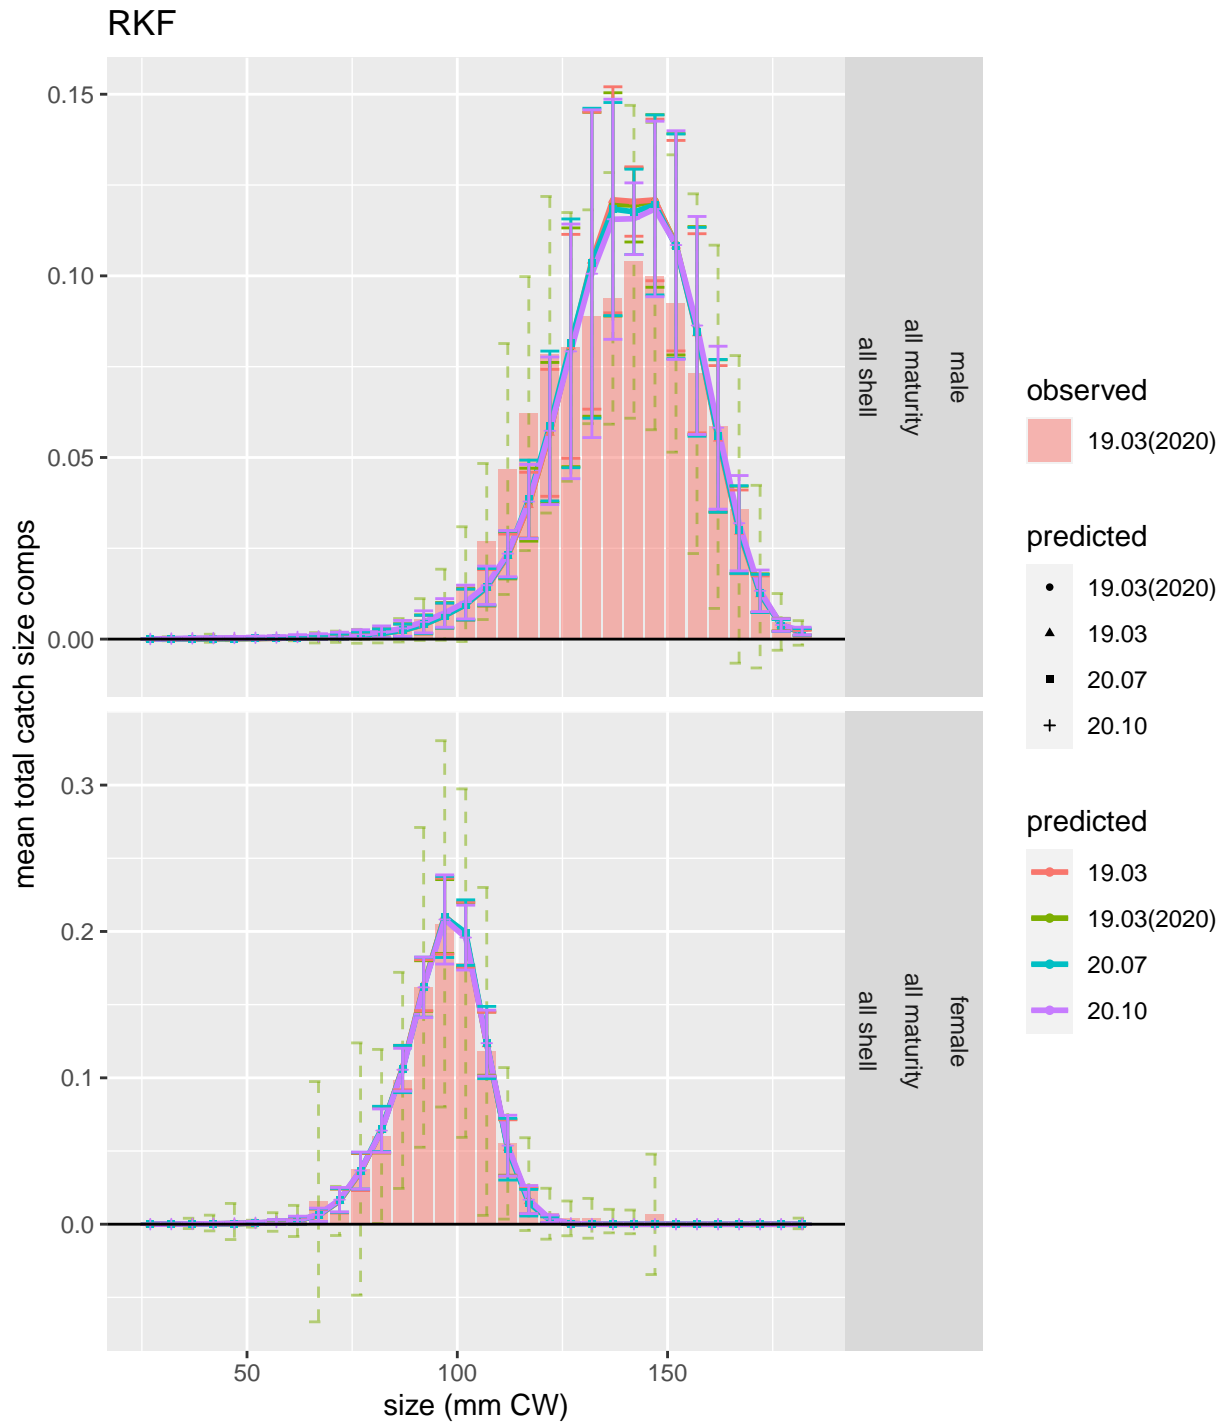 RKF
mean total catch size comps
0.15
0.10
0.05
0.00
male
all maturity
all shell
0.3
0.2
0.1
0.0
female
all maturity
all shell
50
100
150
size (mm CW)
observed
19.03(2020)
predicted
19.03(2020)
19.03
20.07
20.10
predicted
19.03
19.03(2020)
20.07
20.10